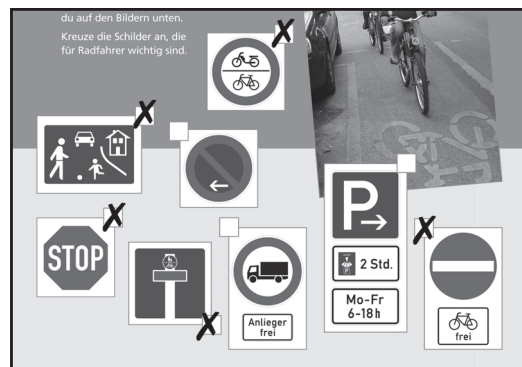 du auf den Bildern unten.
Kreuze die Schilder an, die
für Radfahrer wichtig sind.
STOP
Anlieger
frei
P
2 Std.
Mo-Fr
6-18 h
frei